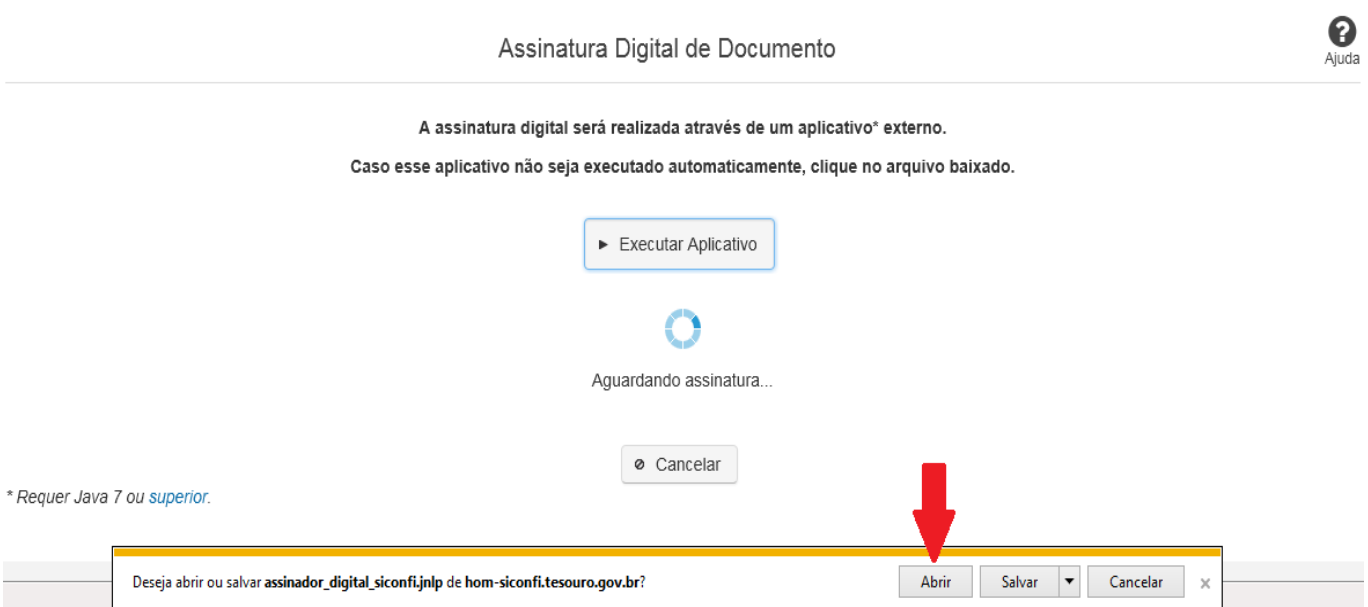 Assinatura Digital de Documento
?
Ajuda
A assinatura digital será realizada através de um aplicativo* externo.
Caso esse aplicativo não seja executado automaticamente, clique no arquivo baixado.
Executar Aplicativo
Aguardando assinatura...
Cancelar
* Requer Java 7 ou superior.
Deseja abrir ou salvar assinador_digital_siconfi.jnlp de hom-siconfi.tesouro.gov.br?
Abrir
Salvar
Cancelar
x